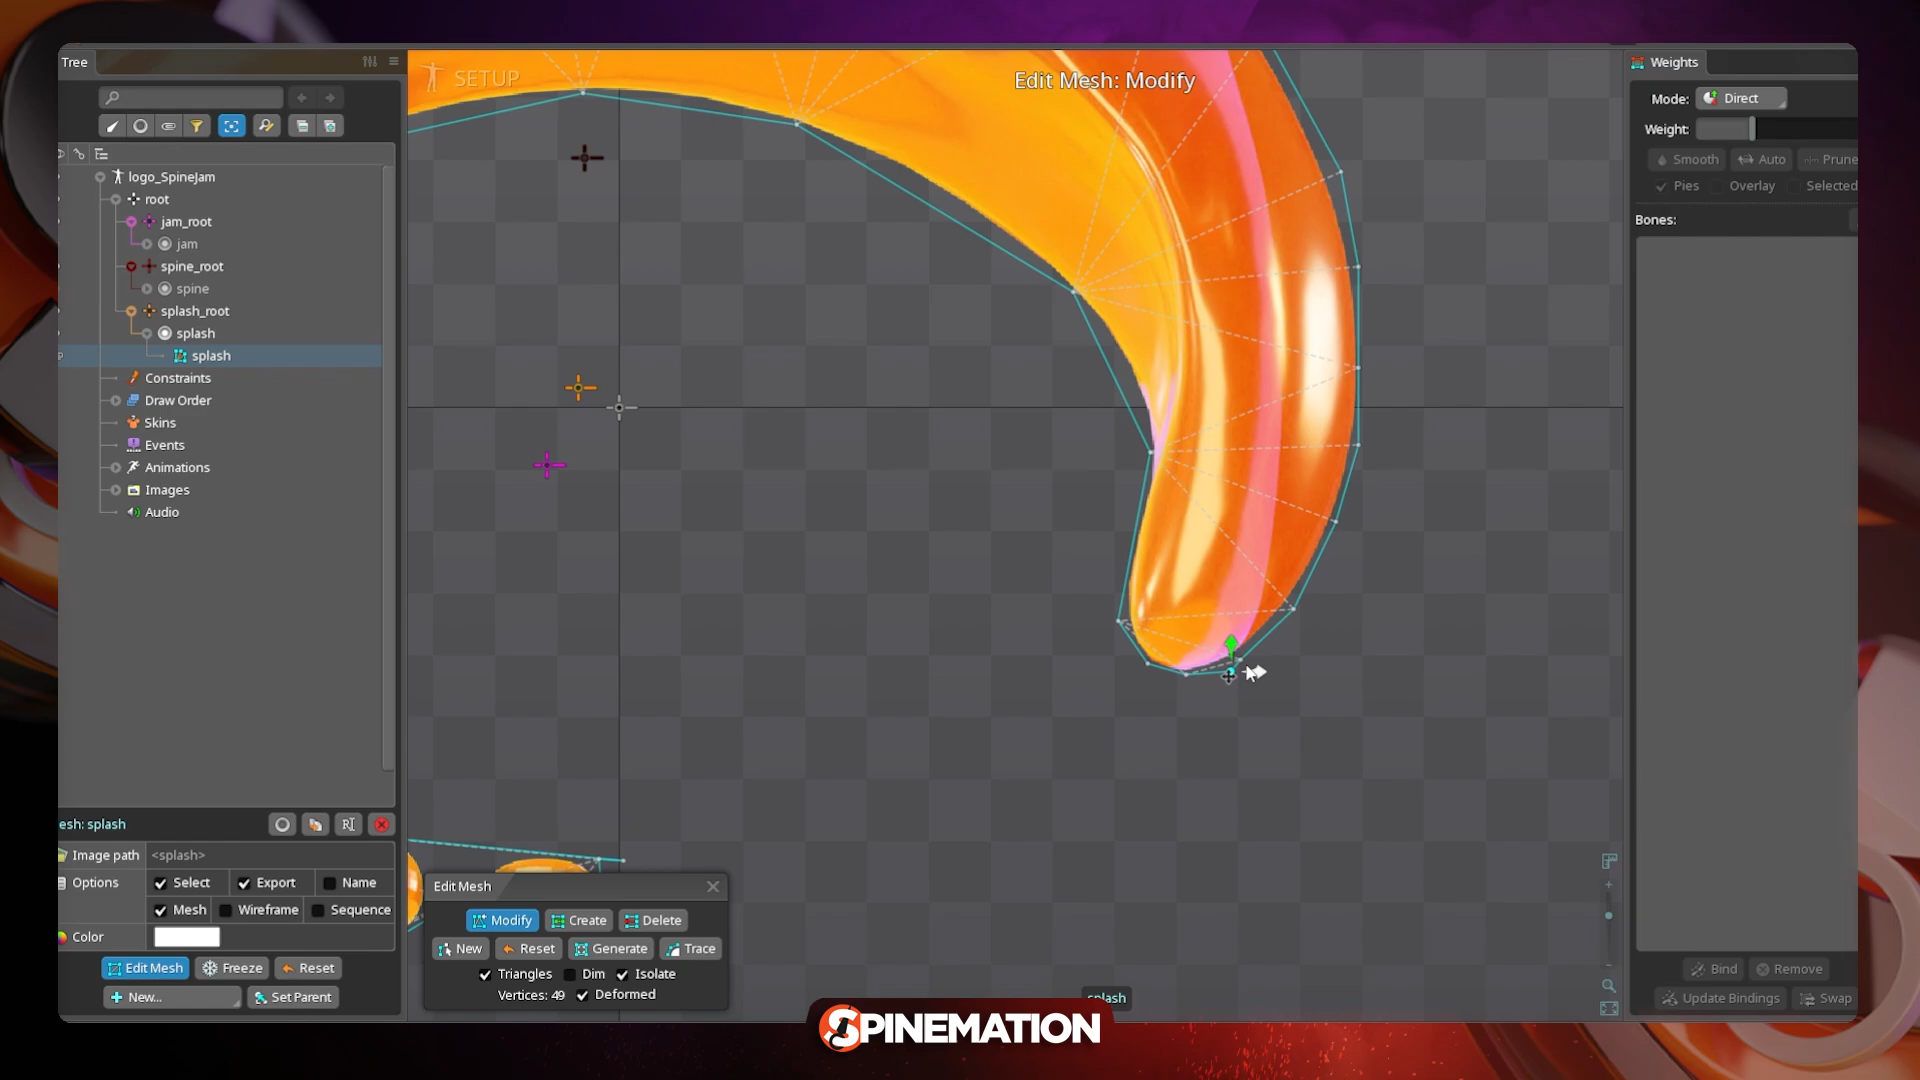 Tree
SETUP
Edit Mesh: Modify
Weights
Mode: Direct
Weight:
Smooth Auto Prune
Pies Overlay Selected
Bones:
logo_SpineJam
root
jam_root
jam
spine_root
spine
splash_root
splash
splash
Constraints
Draw Order
Skins
Events
Animations
Images
Audio
esh: splash
Image path <splash>
Options Select Export Name
Mesh Wireframe Sequence
Color
Edit Mesh Freeze Reset
New... Set Parent
Edit Mesh
Modify Create Delete
New Reset Generate Trace
Triangles Dim Isolate
Vertices: 49 Deformed
splash
Bind Remove
Update Bindings Swap
SPINEMATION